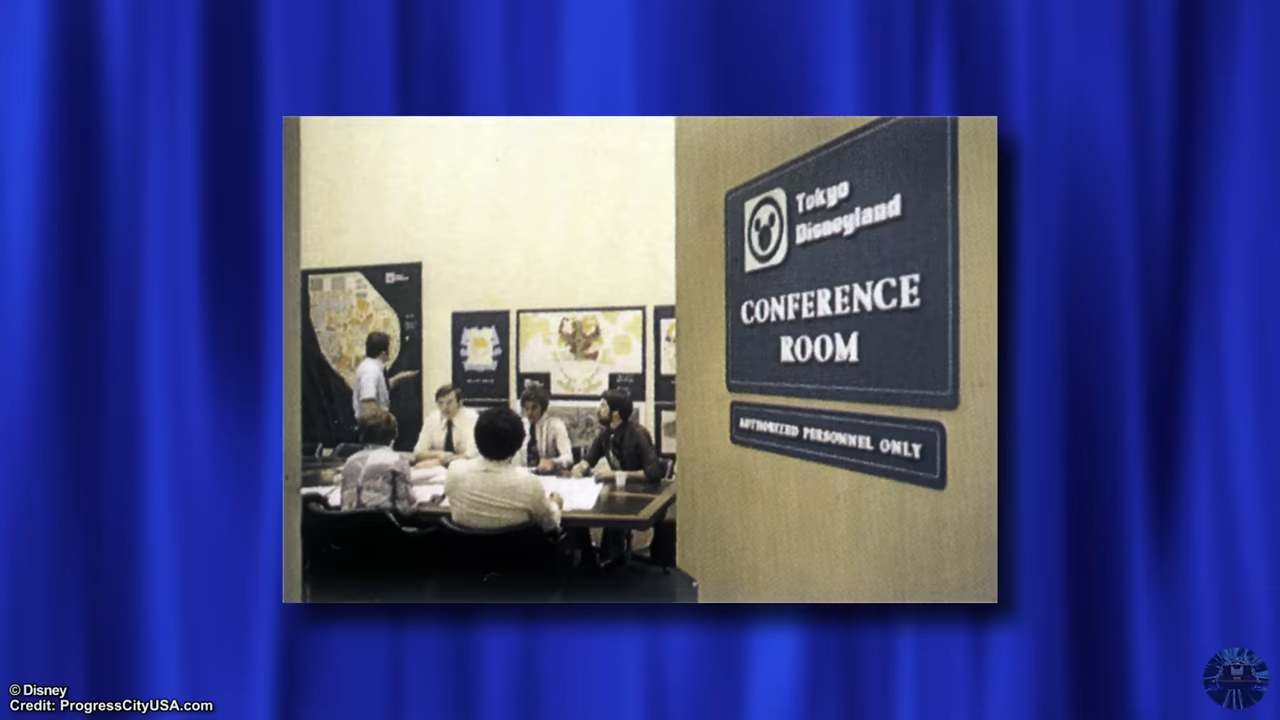 Tokyo
Disneyland
CONFERENCE
ROOM
AUTHORIZED PERSONNEL ONLY
© Disney
Credit: ProgressCityUSA.com